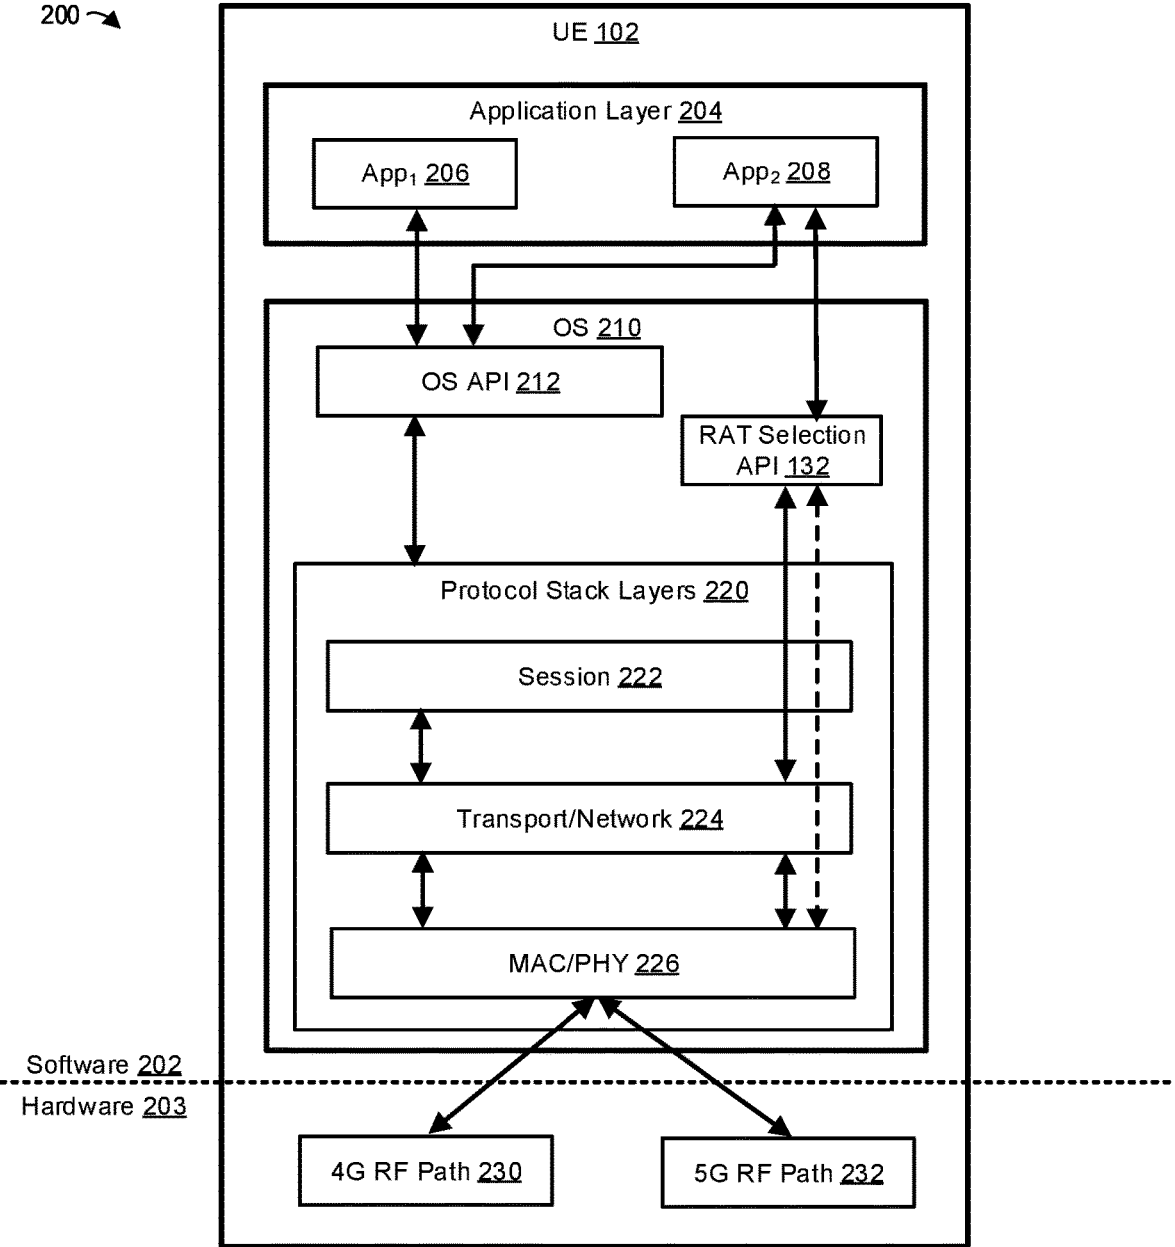 200
UE 102
Application Layer 204
App₁ 206
App₂ 208
OS 210
OS API 212
RAT Selection
API 132
Protocol Stack Layers 220
Session 222
Transport/Network 224
MAC/PHY 226
Software 202
Hardware 203
4G RF Path 230
5G RF Path 232